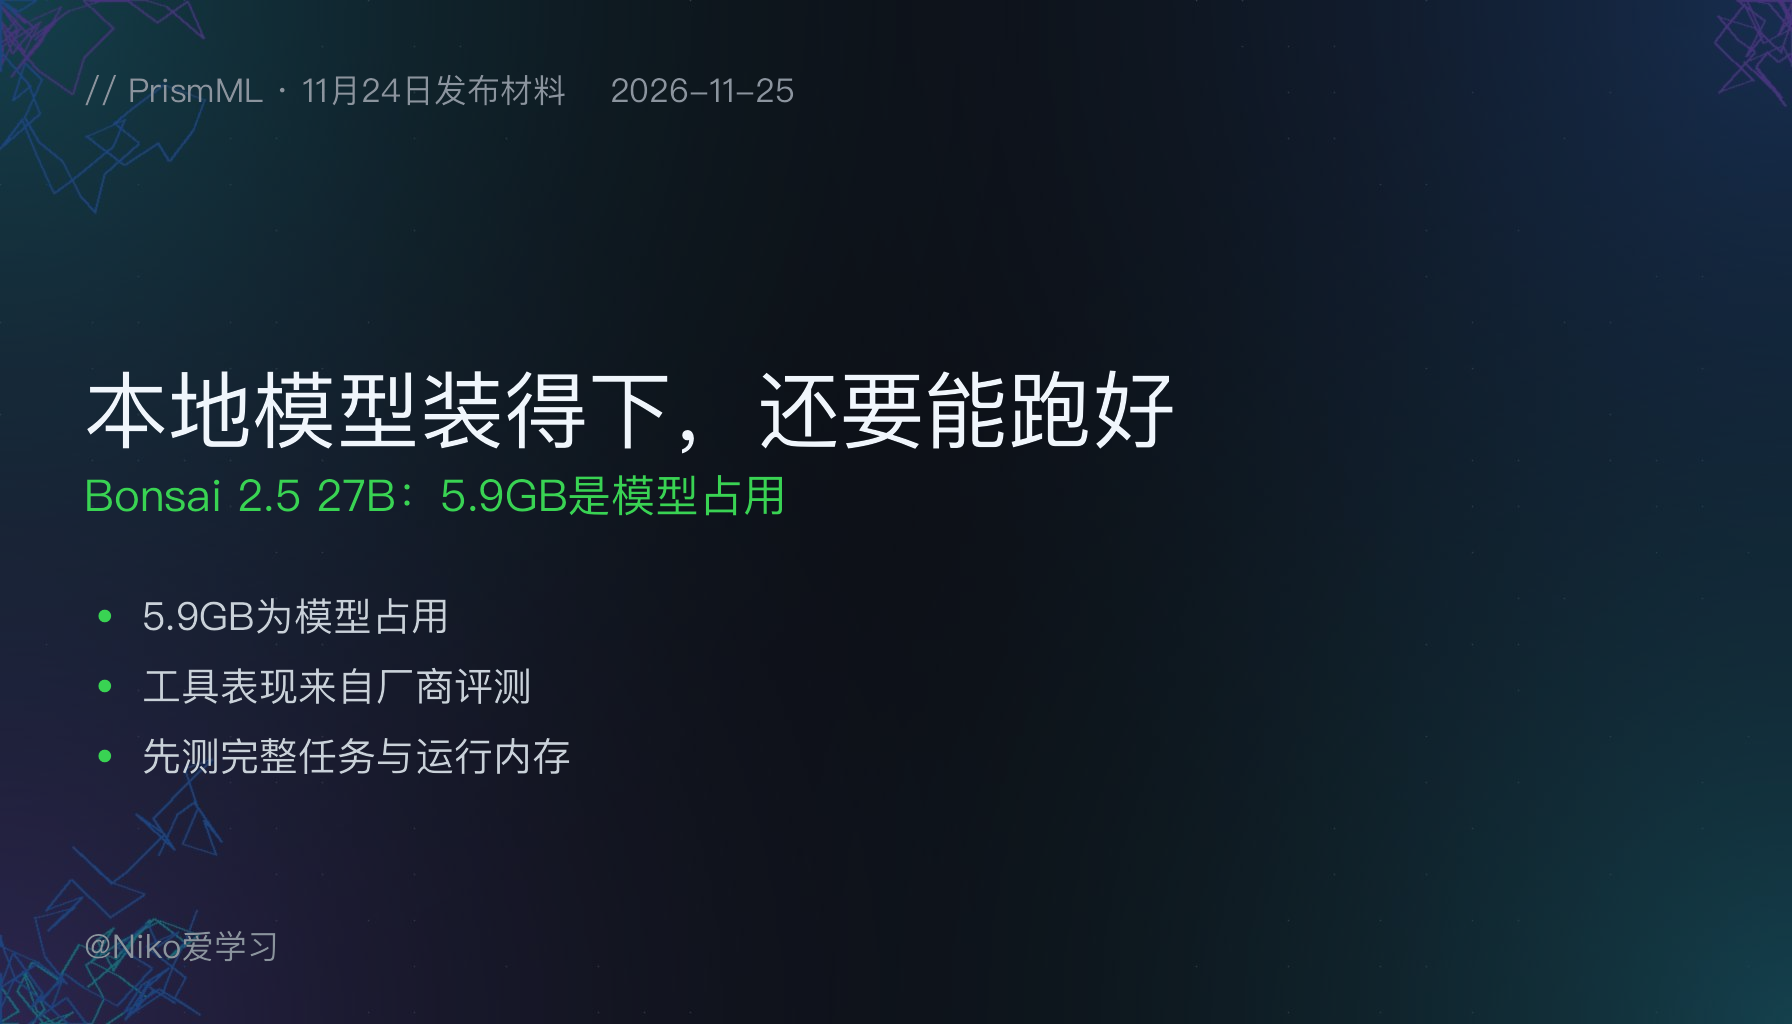 // PrismML · 11月24日发布材料 2026-11-25
本地模型装得下，还要能跑好
Bonsai 2.5 27B：5.9GB是模型占用
• 5.9GB为模型占用
• 工具表现来自厂商评测
• 先测完整任务与运行内存
@Niko爱学习